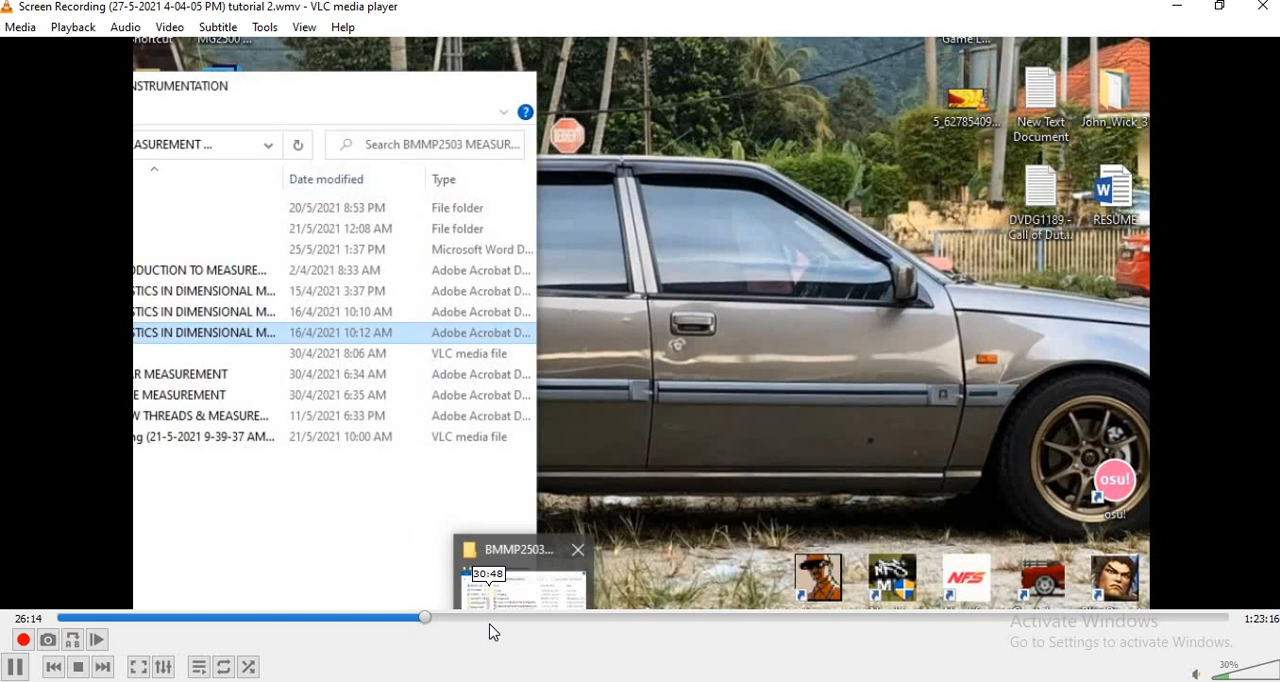 Screen Recording (27-5-2021 4-04-05 PM) tutorial 2.wmv - VLC media player
Media Playback Audio Video Subtitle Tools View Help
MG2500 ...
Game L...
NSTRUMENTATION
ASUREMENT ...
Search BMMP2503 MEASUR...
Date modified Type
20/5/2021 8:53 PM File folder
21/5/2021 12:08 AM File folder
25/5/2021 1:37 PM Microsoft Word D...
DUCTION TO MEASURE... 2/4/2021 8:33 AM Adobe Acrobat D...
STICS IN DIMENSIONAL M... 15/4/2021 3:37 PM Adobe Acrobat D...
STICS IN DIMENSIONAL M... 16/4/2021 10:10 AM Adobe Acrobat D...
STICS IN DIMENSIONAL M... 16/4/2021 10:12 AM Adobe Acrobat D...
30/4/2021 8:06 AM VLC media file
R MEASUREMENT 30/4/2021 6:34 AM Adobe Acrobat D...
E MEASUREMENT 30/4/2021 6:35 AM Adobe Acrobat D...
W THREADS & MEASURE... 11/5/2021 6:33 PM Adobe Acrobat D...
ng (21-5-2021 9-39-37 AM... 21/5/2021 10:00 AM VLC media file
BERHENTI
5_62785409...
New Text
Document
John_Wick_3
W
DVDG1189 -
Call of Dut...
RESUME
osu!
osu!
BMMP2503...
30:48
NFS
M
NFS
26:14
1:23:16
Activate Windows
Go to Settings to activate Windows.
A B
30%